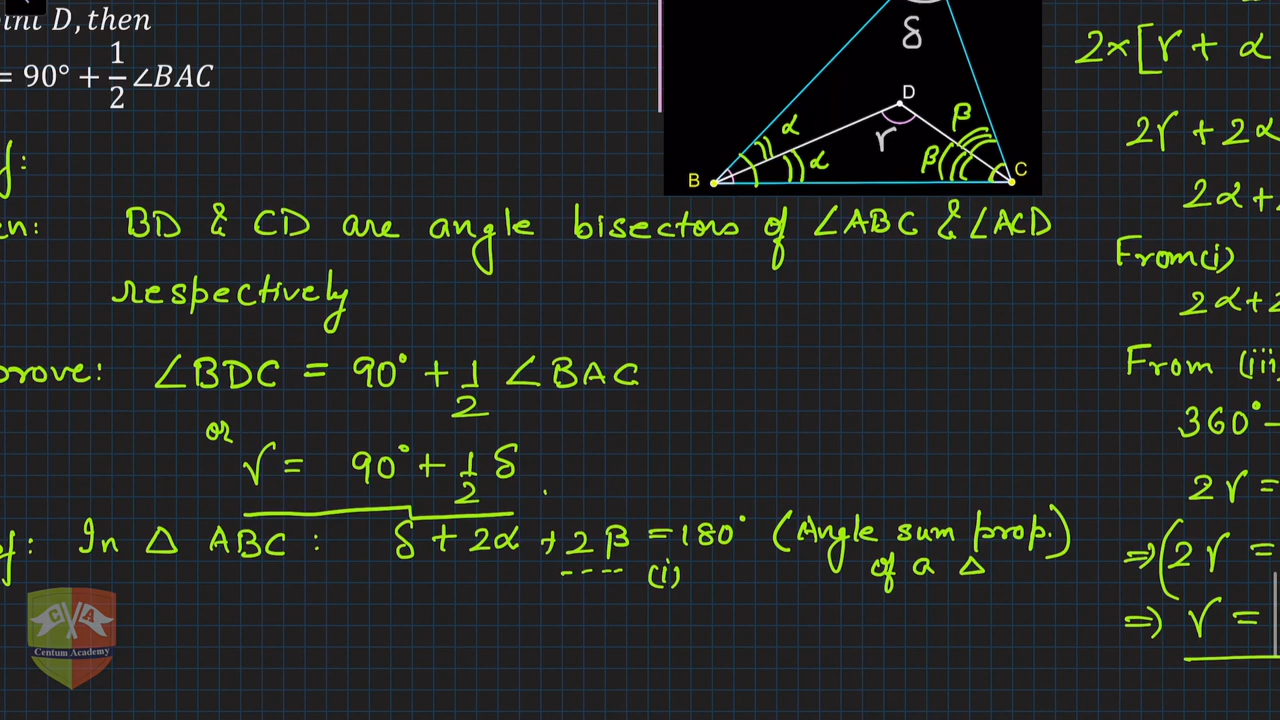 D, then
= 90° + 1/2 ∠BAC
δ
D
α
α
r
β
β
B
C
BD & CD are angle bisectors of ∠ABC & ∠ACD
respectively
prove: ∠BDC = 90° + 1/2 ∠BAC
or
r = 90° + 1/2 δ
In △ ABC: δ + 2α + 2β = 180° (Angle sum prop.)
(i) of a △
2×[r + α
2r + 2α
2α +
From (i)
2α + 2
From (iii
360° –
2r =
⇒ (2r =
⇒ r =
C A
Centum Academy